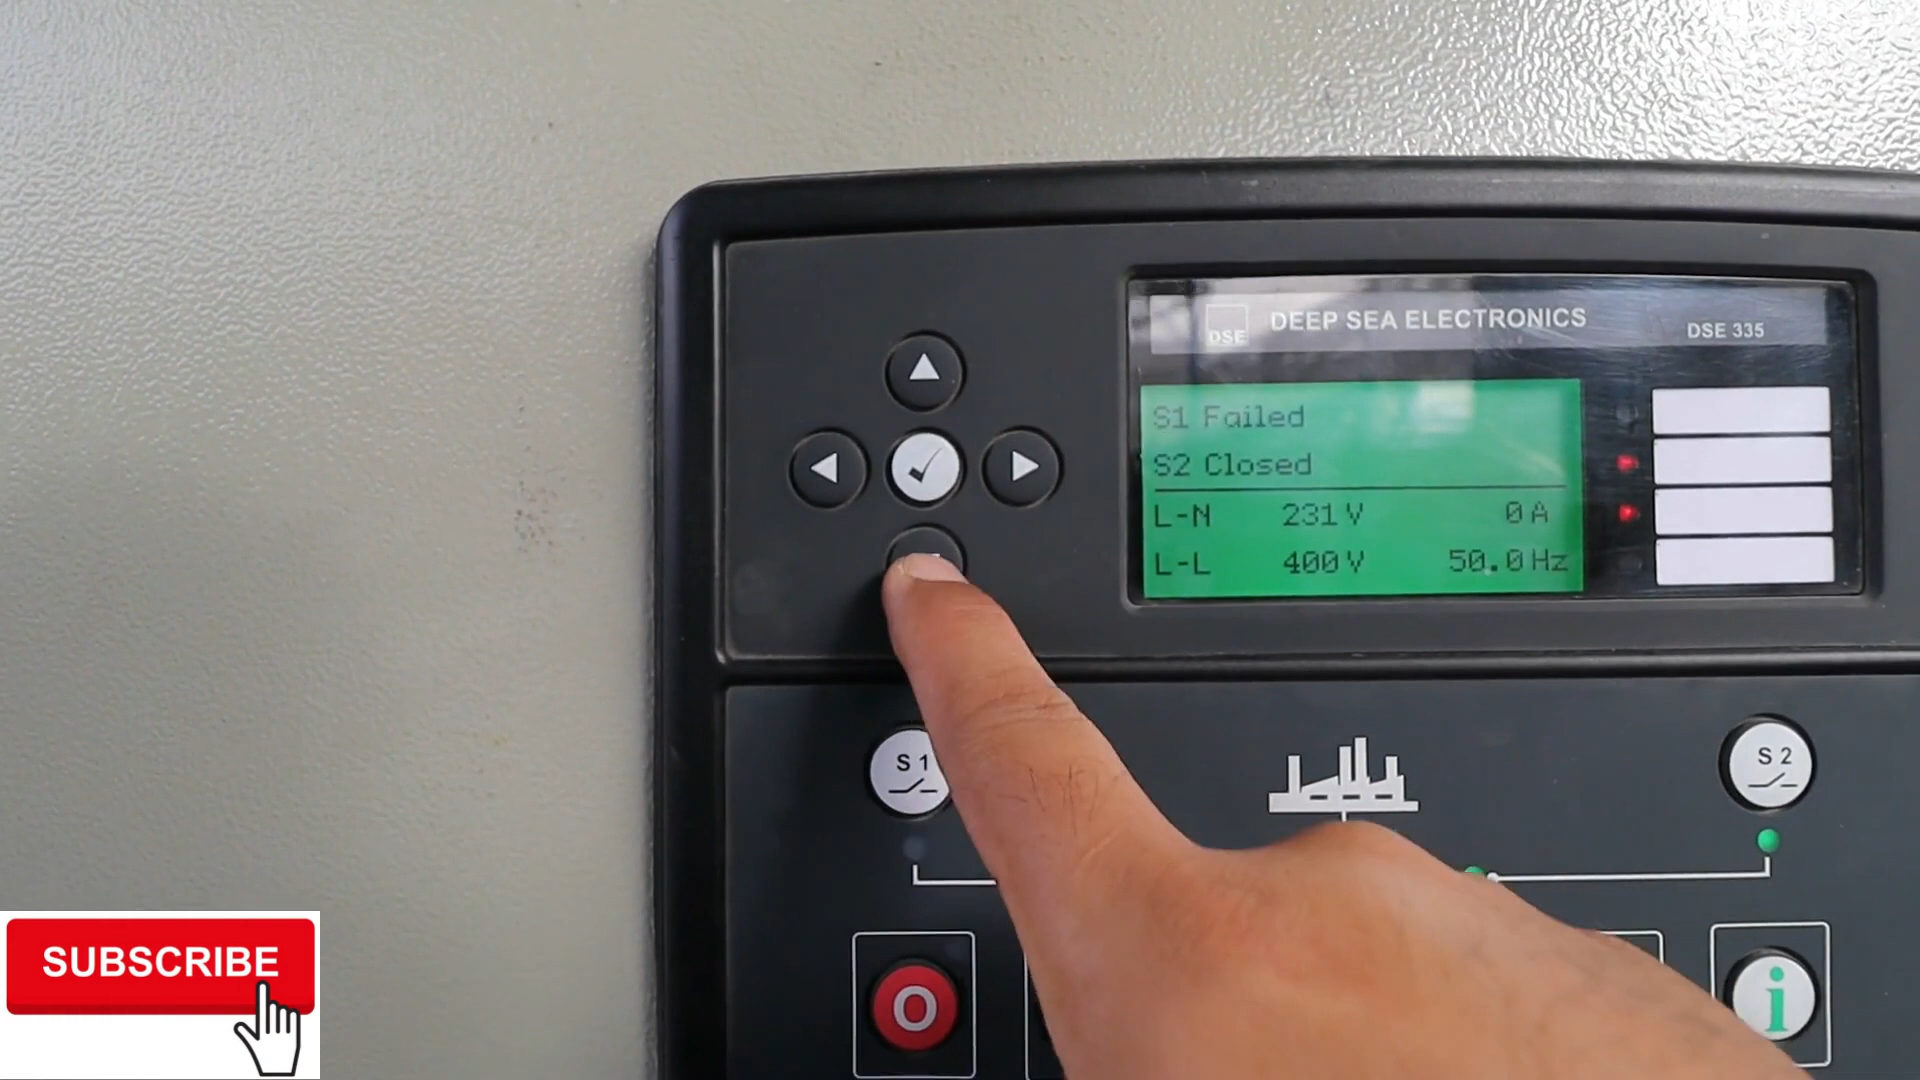 DSE DEEP SEA ELECTRONICS DSE 335
S1 Failed
S2 Closed
L-N 231 V 0 A
L-L 400 V 50.0 Hz
S 1
S 2
O
i
SUBSCRIBE